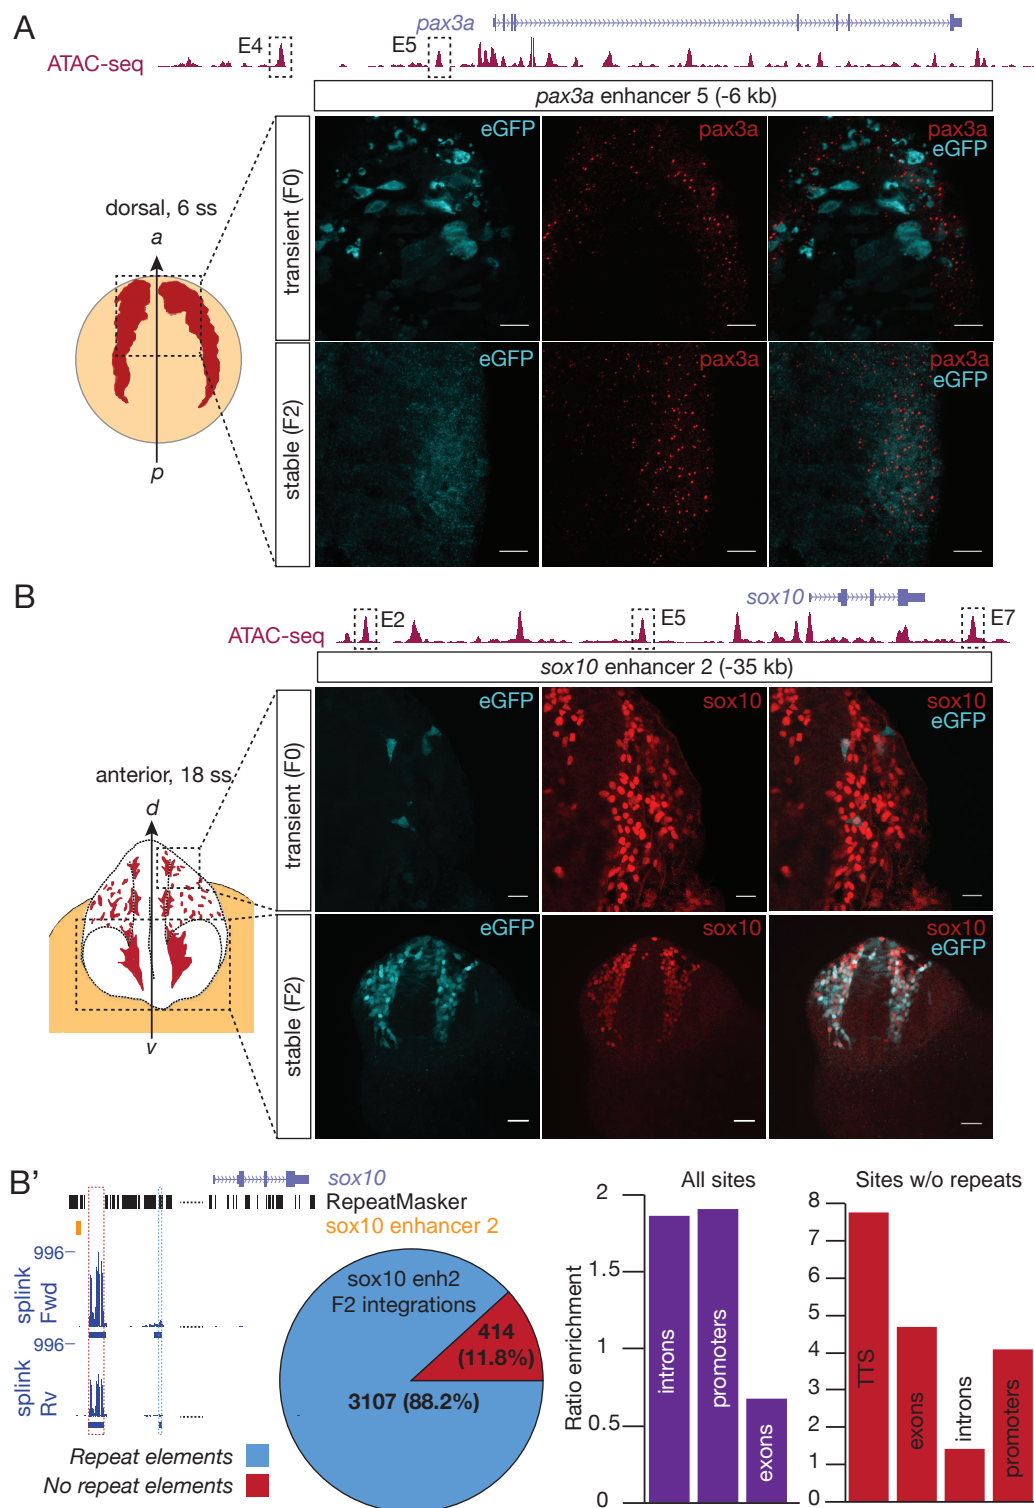 A
pax3a
E4
E5
ATAC-seq
pax3a enhancer 5 (-6 kb)
dorsal, 6 ss
a
p
transient (F0)
eGFP
pax3a
pax3a
eGFP
stable (F2)
eGFP
pax3a
pax3a
eGFP
B
sox10
E2
E5
E7
ATAC-seq
sox10 enhancer 2 (-35 kb)
anterior, 18 ss
d
v
transient (F0)
eGFP
sox10
sox10
eGFP
stable (F2)
eGFP
sox10
sox10
eGFP
B'
sox10
RepeatMasker
sox10 enhancer 2
996
splink
Fwd
996
splink
Rv
Repeat elements
No repeat elements
sox10 enh2
F2 integrations
414
(11.8%)
3107 (88.2%)
All sites
Ratio enrichment
2
1.5
1
0.5
0
introns
promoters
exons
Sites w/o repeats
8
7
6
5
4
3
2
1
0
TTS
exons
introns
promoters